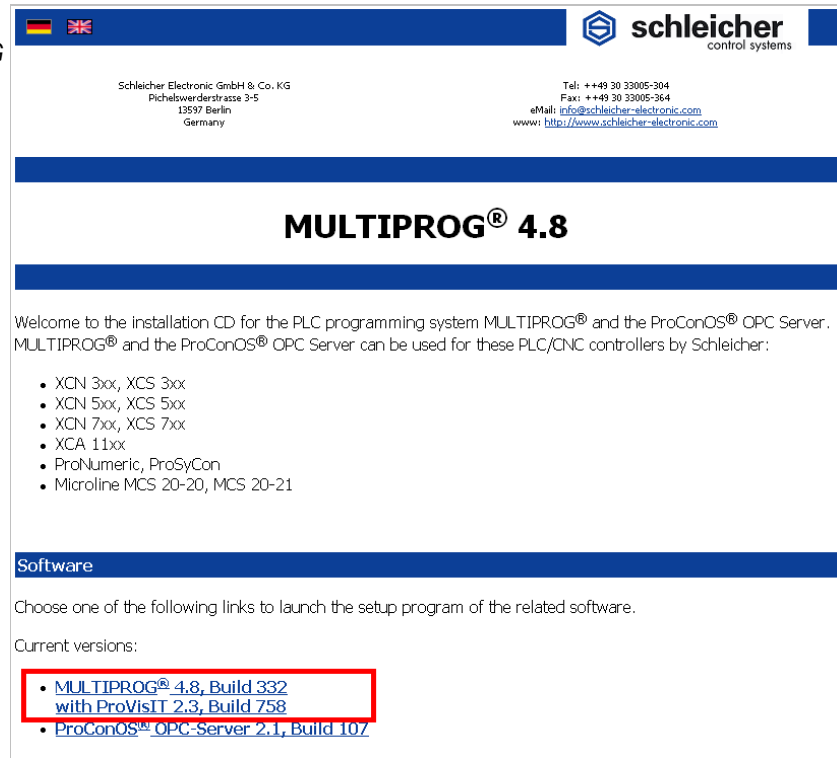 G
schleicher
control systems
Schleicher Electronic GmbH & Co. KG
Pichelswerderstrasse 3-5
13597 Berlin
Germany
Tel: ++49 30 33005-304
Fax: ++49 30 33005-364
eMail: info@schleicher-electronic.com
www: http://www.schleicher-electronic.com
MULTIPROG® 4.8
Welcome to the installation CD for the PLC programming system MULTIPROG® and the ProConOS® OPC Server.
MULTIPROG® and the ProConOS® OPC Server can be used for these PLC/CNC controllers by Schleicher:
• XCN 3xx, XCS 3xx
• XCN 5xx, XCS 5xx
• XCN 7xx, XCS 7xx
• XCA 11xx
• ProNumeric, ProSyCon
• Microline MCS 20-20, MCS 20-21
Software
Choose one of the following links to launch the setup program of the related software.
Current versions:
• MULTIPROG® 4.8, Build 332
with ProVisIT 2.3, Build 758
• ProConOS® OPC-Server 2.1, Build 107